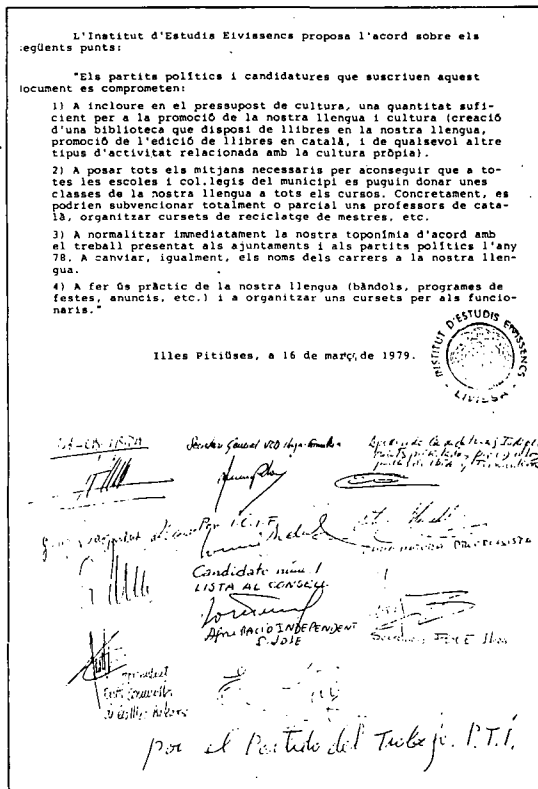 L'Institut d'Estudis Eivissencs proposa l'acord sobre els
següents punts:
"Els partits polítics i candidatures que suscriuen aquest
document es comprometen:
1) A incloure en el pressupost de cultura, una quantitat sufi-
cient per a la promoció de la nostra llengua i cultura (creació
d'una biblioteca que disposi de llibres en la nostra llengua,
promoció de l'edició de llibres en català, i de qualsevol altre
tipus d'activitat relacionada amb la cultura pròpia).
2) A posar tots els mitjans necessaris per aconseguir que a to-
tes les escoles i col.legis del municipi es puguin donar unes
classes de la nostra llengua a tots els cursos. Concretament, es
podrien subvencionar totalment o parcial uns professors de cata-
là, organitzar cursets de reciclatge de mestres, etc.
3) A normalitzar immediatament la nostra toponímia d'acord amb
el treball presentat als ajuntaments i als partits polítics l'any
78. A canviar, igualment, els noms dels carrers a la nostra llen-
gua.
4) A fer ús pràctic de la nostra llengua (bàndols, programes de
festes, anuncis, etc.) i a organitzar uns cursets per als funcio-
naris."
Illes Pitiüses, a 16 de març, de 1979.
INSTITUT D'ESTUDIS EIVISSENCS
Secretari General UCD
Por I.C.I.F.
Candidato núm. 1
LISTA AL CONSELL
AGRUPACIÓ INDEPENDENT
S. JOSE
por el Partido del Trabajo. P.T.I.